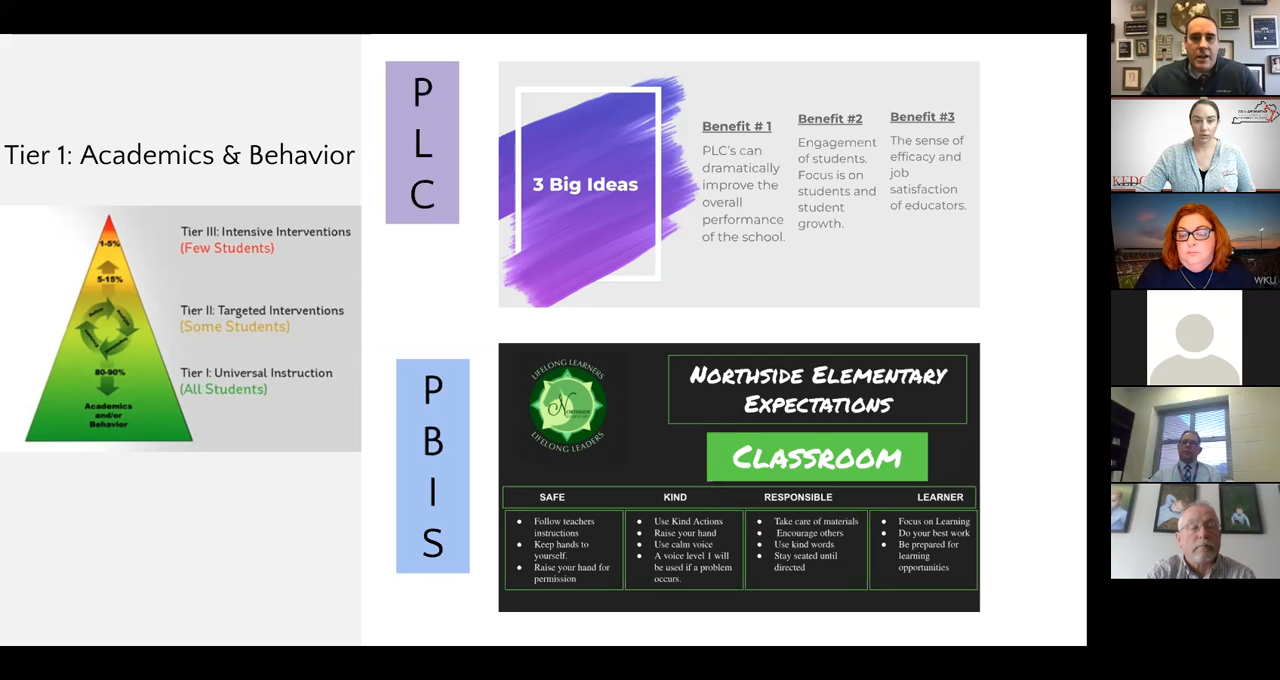 Tier 1: Academics & Behavior
1-5%
5-15%
80-90%
Academics
and/or
Behavior
Tier III: Intensive Interventions
(Few Students)
Tier II: Targeted Interventions
(Some Students)
Tier I: Universal Instruction
(All Students)
P
L
C
3 Big Ideas
Benefit # 1
PLC's can
dramatically
improve the
overall
performance
of the school.
Benefit #2
Engagement
of students.
Focus is on
students and
student
growth.
Benefit #3
The sense of
efficacy and
job
satisfaction
of educators.
P
B
I
S
LIFELONG LEARNERS
LIFELONG LEADERS
Northside Elementary
Expectations
Classroom
SAFE
Follow teachers
instructions
Keep hands to
yourself.
Raise your hand for
permission
KIND
Use Kind Actions
Raise your hand
Use calm voice
A voice level 1 will
be used if a problem
occurs.
RESPONSIBLE
Take care of materials
Encourage others
Use kind words
Stay seated until
directed
LEARNER
Focus on Learning
Do your best work
Be prepared for
learning
opportunities
WKU